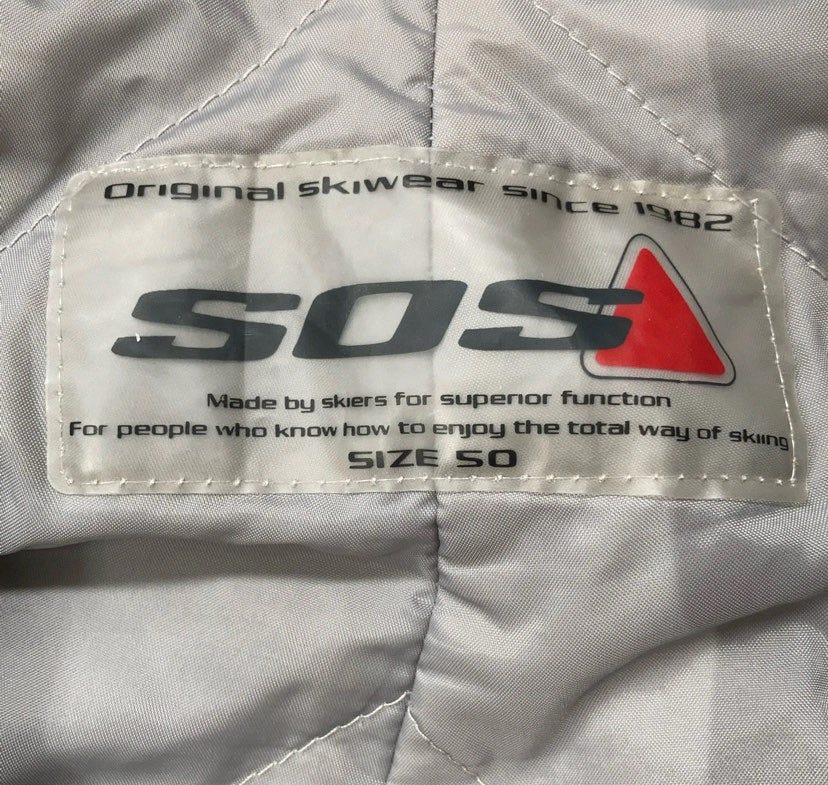 Original skiwear since 1982
SOS
Made by skiers for superior function
For people who know how to enjoy the total way of skiing
SIZE 50